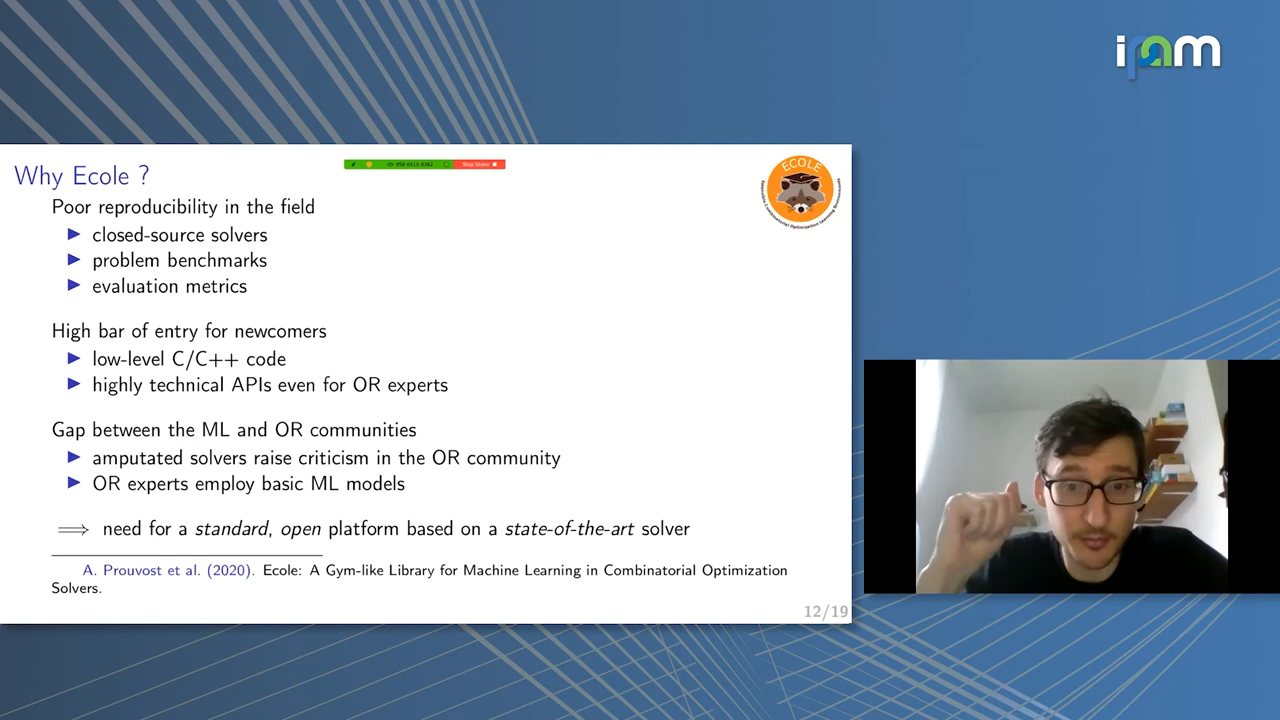 ipam
Why Ecole ?
Stop Share
ECOLE
Poor reproducibility in the field
closed-source solvers
problem benchmarks
evaluation metrics
High bar of entry for newcomers
low-level C/C++ code
highly technical APIs even for OR experts
Gap between the ML and OR communities
amputated solvers raise criticism in the OR community
OR experts employ basic ML models
⟹ need for a standard, open platform based on a state-of-the-art solver
A. Prouvost et al. (2020). Ecole: A Gym-like Library for Machine Learning in Combinatorial Optimization
Solvers.
12/19